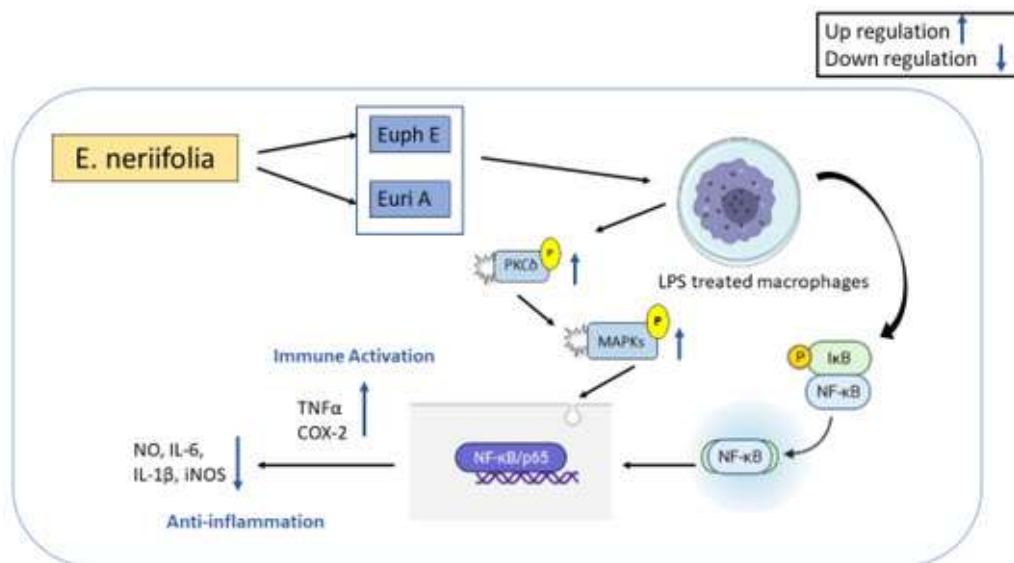 Up regulation
Down regulation
E. neriifolia
Euph E
Euri A
LPS treated macrophages
P
PKCδ
P
MAPKs
P
IκB
NF-κB
NF-κB
NF-κB/p65
Immune Activation
TNFα
COX-2
NO, IL-6,
IL-1β, iNOS
Anti-inflammation